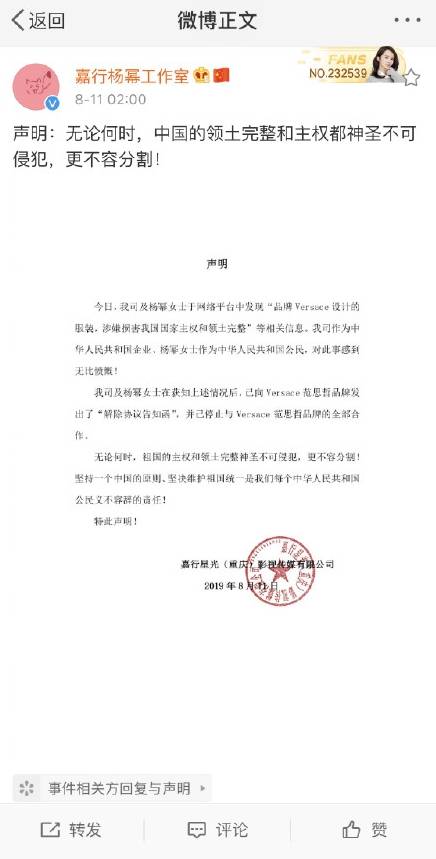 返回
微博正文
FANS
NO.232539
嘉行杨幂工作室
8-11 02:00
声明：无论何时，中国的领土完整和主权都神圣不可
侵犯，更不容分割！
声明
今日，我司及杨幂女士于网络平台中发现“品牌 Versace 设计的
服装，涉嫌损害我国国家主权和领土完整”等相关信息。我司作为中
华人民共和国企业、杨幂女士作为中华人民共和国公民，对此事感到
无比愤慨！
我司及杨幂女士在获知上述情况后，已向 Versace 范思哲品牌发
出了“解除协议告知函”，并已停止与 Versace 范思哲品牌的全部合
作。
无论何时，祖国的主权和领土完整神圣不可侵犯，更不容分割！
坚持一个中国的原则、坚决维护祖国统一是我们每个中华人民共和国
公民义不容辞的责任！
特此声明！
嘉行星光（重庆）影视传媒有限公司
2019 年 8 月 11 日
事件相关方回复与声明
转发
评论
赞